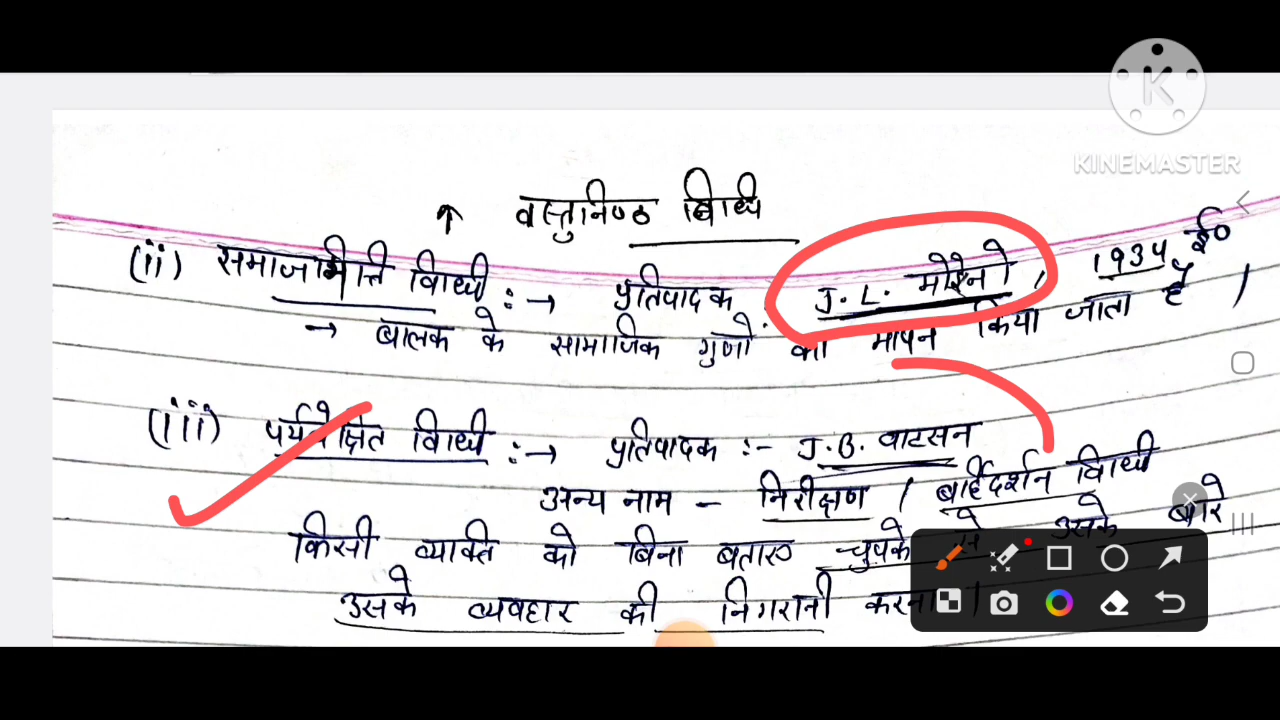 KINEMASTER
↑ वस्तुनिष्ठ विधि
(ii) समाजमिति विधि :→ प्रतिपादक J. L. मोरेनो, 1934 ई०
→ बालक के सामाजिक गुणों का मापन किया जाता है ।
(iii) पर्यवेक्षित विधि :→ प्रतिपादक :- J.B. वाटसन
अन्य नाम - निरीक्षण / बर्हिदर्शन विधि
किसी व्यक्ति को बिना बताए चुपके से उसके बारे
उसके व्यवहार की निगरानी करना ।